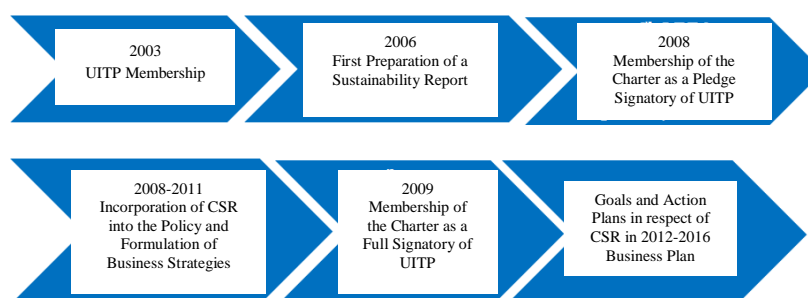 2003
UITP Membership
2006
First Preparation of a
Sustainability Report
2008
Membership of the
Charter as a Pledge
Signatory of UITP
2008-2011
Incorporation of CSR
into the Policy and
Formulation of
Business Strategies
2009
Membership of
the Charter as a
Full Signatory of
UITP
Goals and Action
Plans in respect of
CSR in 2012-2016
Business Plan